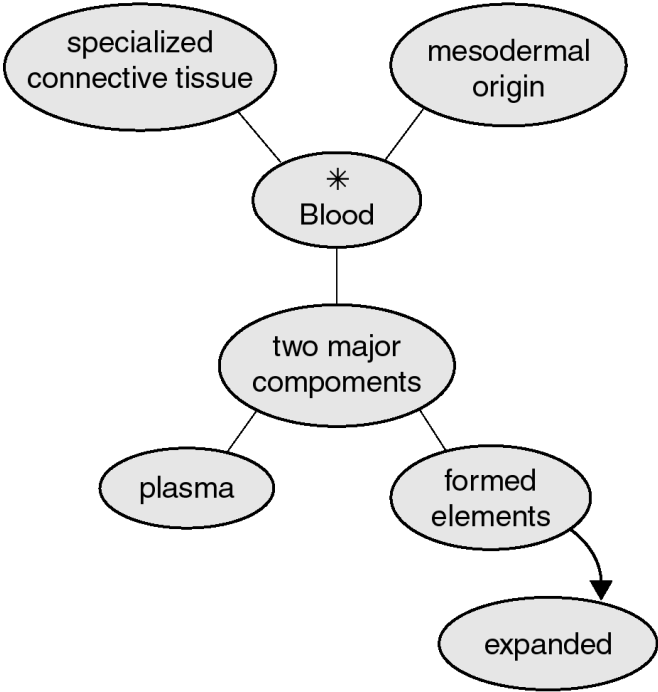 specialized
connective tissue
mesodermal
origin
✳
Blood
two major
compoments
plasma
formed
elements
expanded